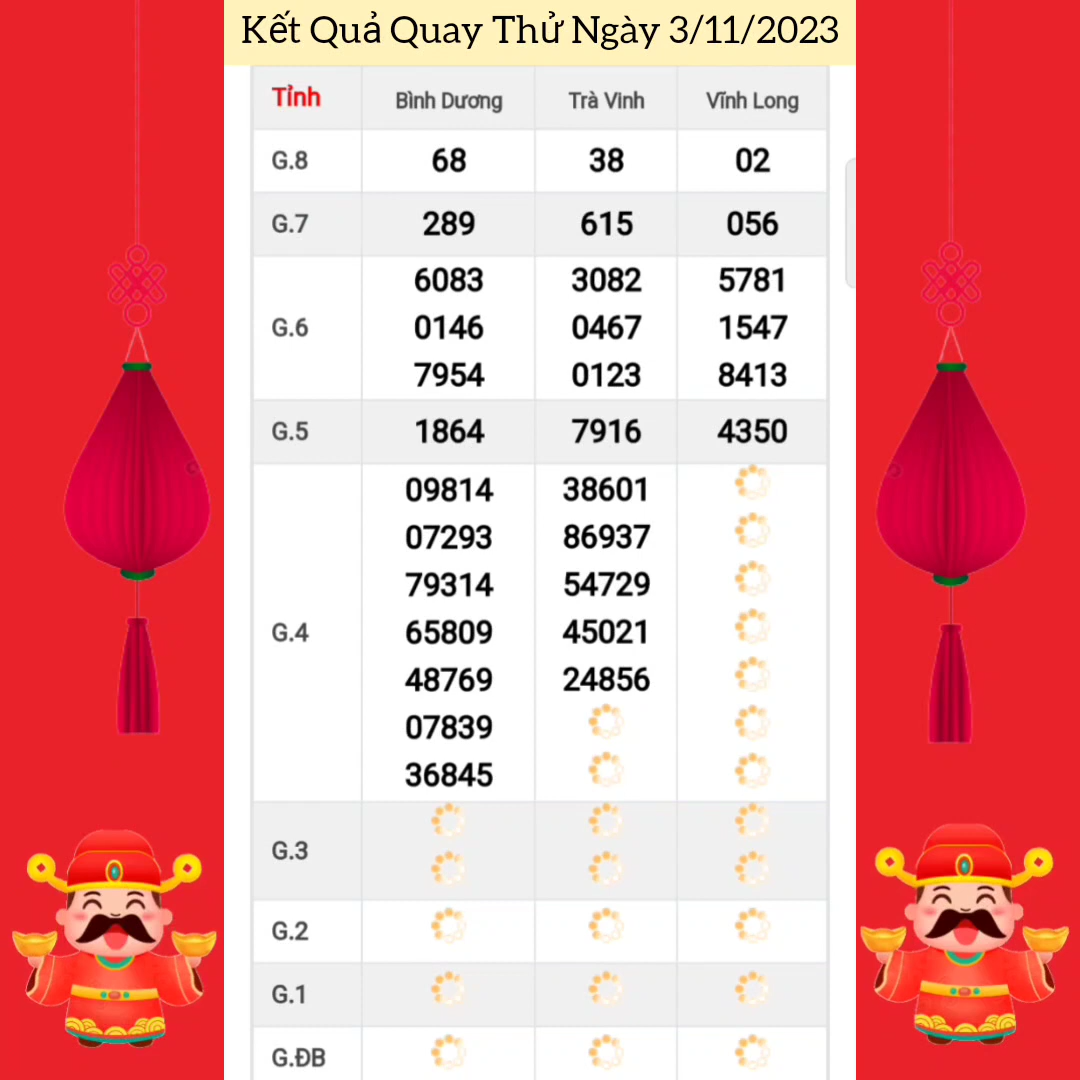 Kết Quả Quay Thử Ngày 3/11/2023
Tỉnh Bình Dương Trà Vinh Vĩnh Long
G.8 68 38 02
G.7 289 615 056
6083 3082 5781
G.6 0146 0467 1547
7954 0123 8413
G.5 1864 7916 4350
09814 38601
07293 86937
79314 54729
G.4 65809 45021
48769 24856
07839
36845
G.3
G.2
G.1
G.ĐB